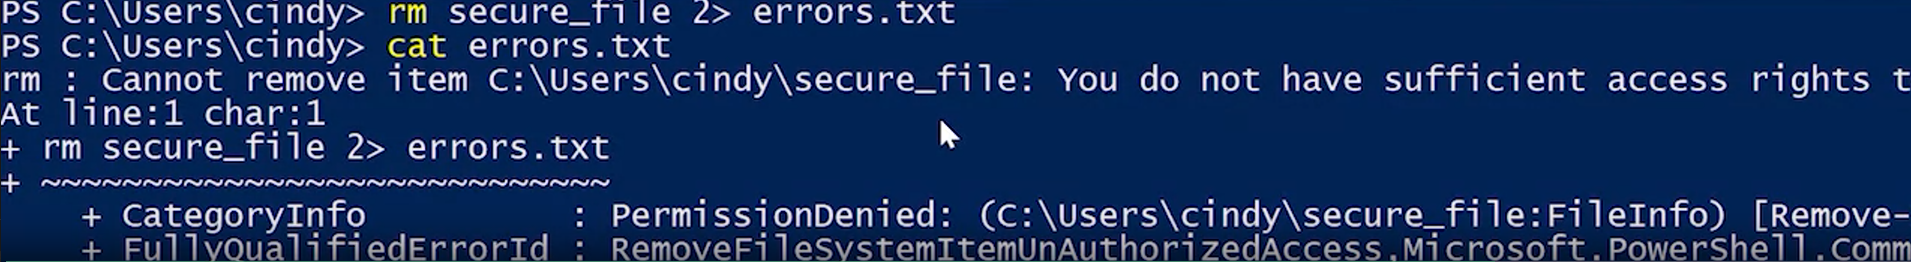 PS C:\Users\cindy> rm secure_file 2> errors.txt
PS C:\Users\cindy> cat errors.txt
rm : Cannot remove item C:\Users\cindy\secure_file: You do not have sufficient access rights t
At line:1 char:1
+ rm secure_file 2> errors.txt
+ ~~~~~~~~~~~~~~~~~~~~~~~~~~~~
    + CategoryInfo          : PermissionDenied: (C:\Users\cindy\secure_file:FileInfo) [Remove-
    + FullyQualifiedErrorId : RemoveFileSystemItemUnAuthorizedAccess,Microsoft.PowerShell.Comm